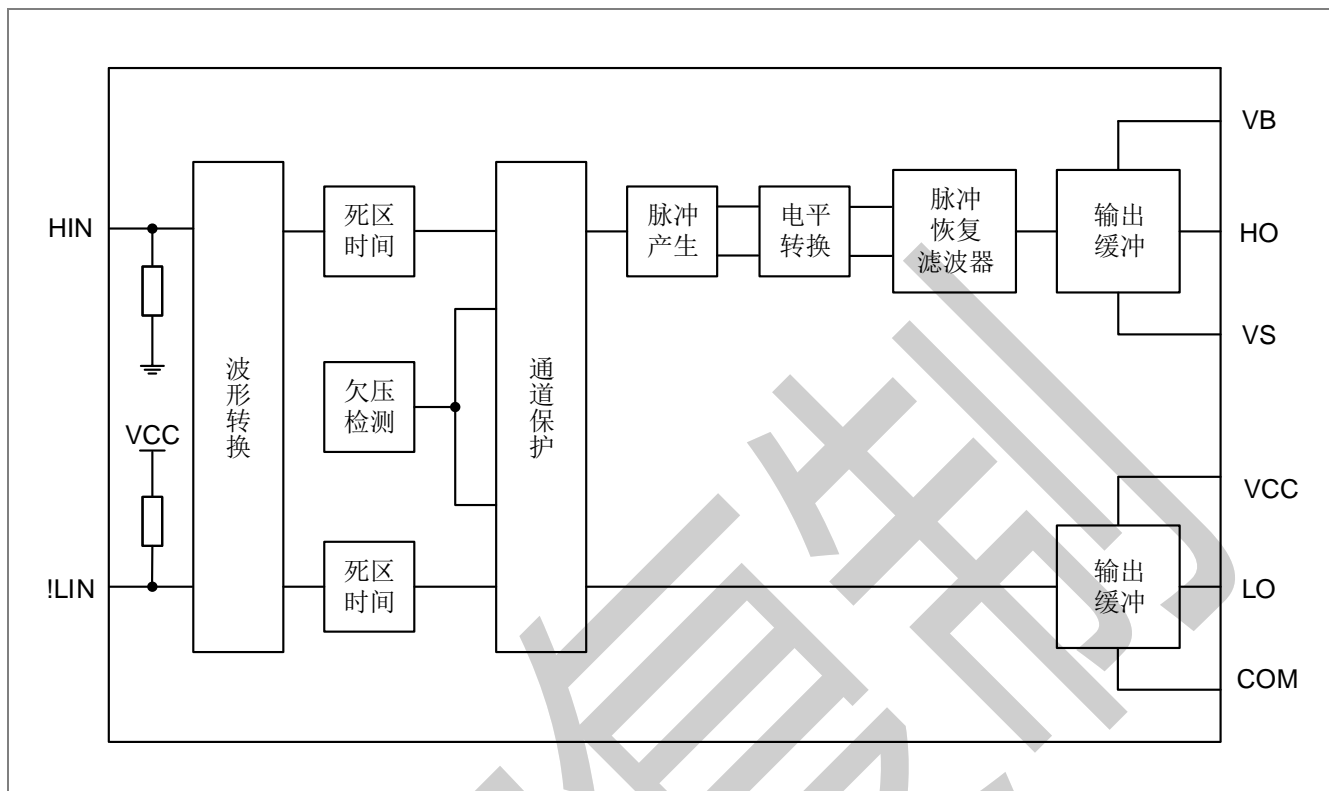 HIN
VCC
!LIN
波形转换
死区
时间
欠压
检测
死区
时间
通道保护
脉冲
产生
电平
转换
脉冲
恢复
滤波器
输出
缓冲
VB
HO
VS
输出
缓冲
VCC
LO
COM
复制